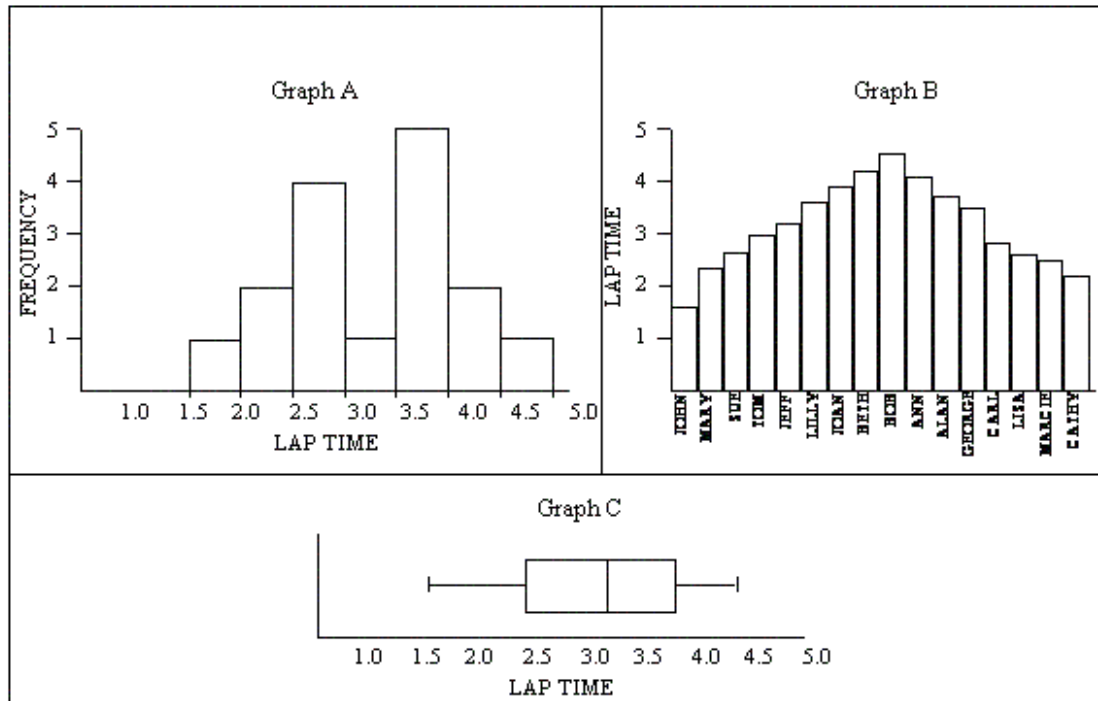 Graph A
5
4
3
2
1
FREQUENCY
1.0 1.5 2.0 2.5 3.0 3.5 4.0 4.5 5.0
LAP TIME
Graph B
5
4
3
2
1
LAP TIME
JOHN
MARY
SUE
TOM
JEFF
LILLY
JOAN
BETH
BOB
ANN
ALAN
GEORGE
CARL
LISA
MARCIE
CATHY
Graph C
1.0 1.5 2.0 2.5 3.0 3.5 4.0 4.5 5.0
LAP TIME